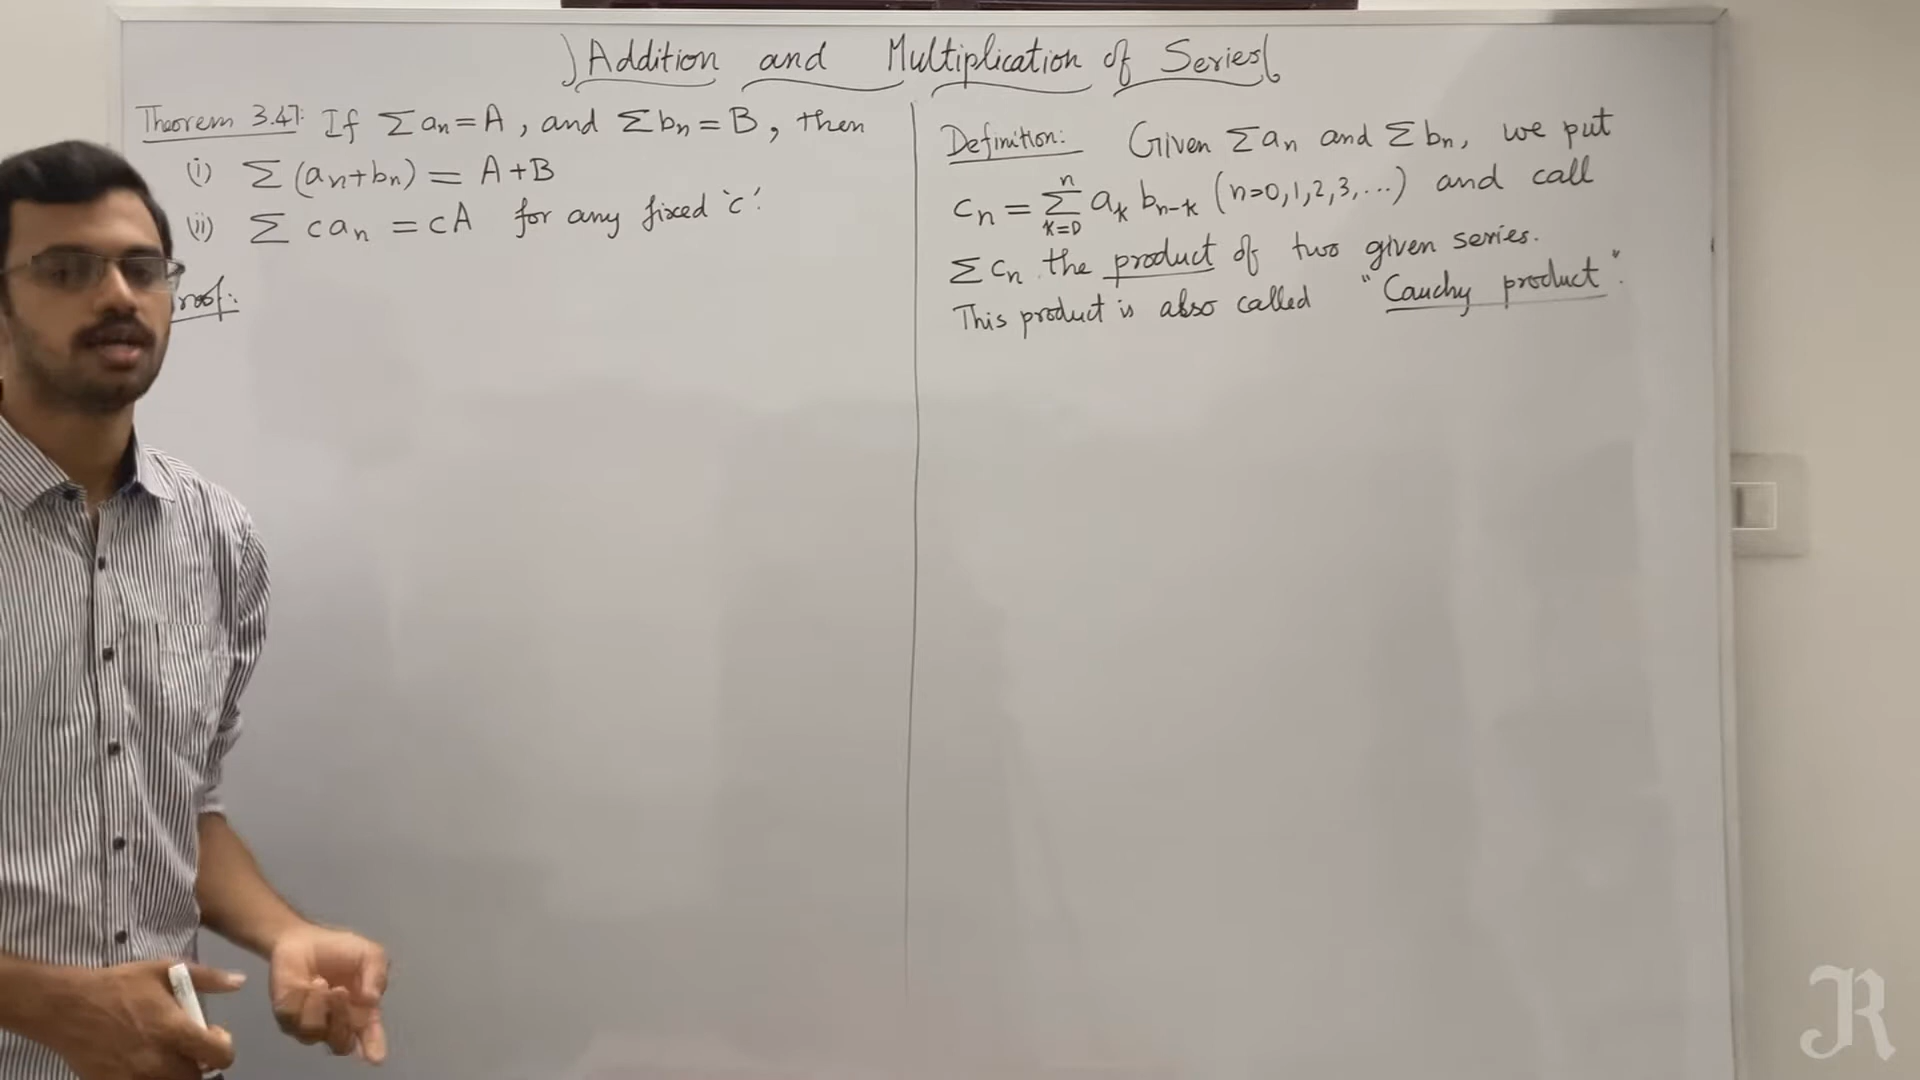 Addition and Multiplication of Series
Theorem 3.47: If Σ aₙ = A, and Σ bₙ = B, then
(i) Σ (aₙ+bₙ) = A+B
(ii) Σ c aₙ = cA for any fixed 'c'.
roof:
Definition: Given Σ aₙ and Σ bₙ, we put
cₙ = Σₖ₌₀ⁿ aₖ bₙ₋ₖ (n=0,1,2,3,...) and call
Σ cₙ the product of two given series.
This product is also called "Cauchy product".
R